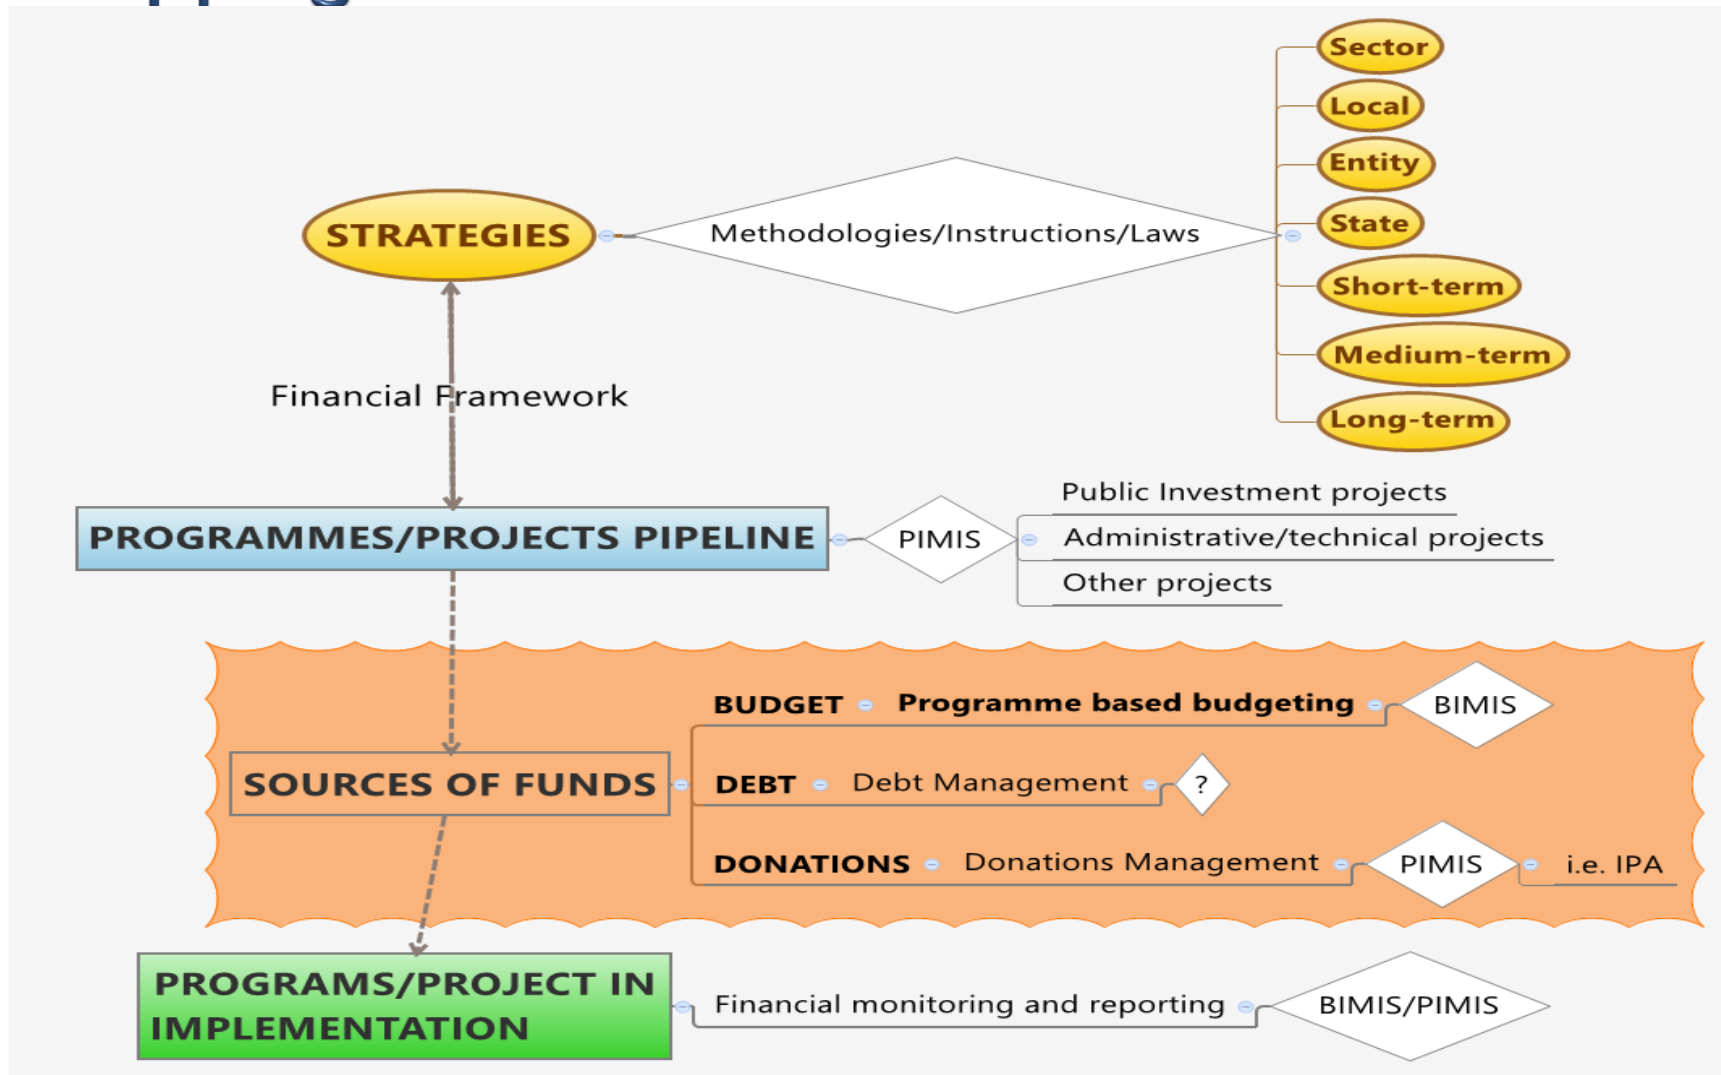 Sector
Local
Entity
State
Short-term
Medium-term
Long-term
STRATEGIES
Methodologies/Instructions/Laws
Financial Framework
PROGRAMMES/PROJECTS PIPELINE
PIMIS
Public Investment projects
Administrative/technical projects
Other projects
SOURCES OF FUNDS
BUDGET Programme based budgeting BIMIS
DEBT Debt Management ?
DONATIONS Donations Management PIMIS i.e. IPA
PROGRAMS/PROJECT IN
IMPLEMENTATION
Financial monitoring and reporting BIMIS/PIMIS